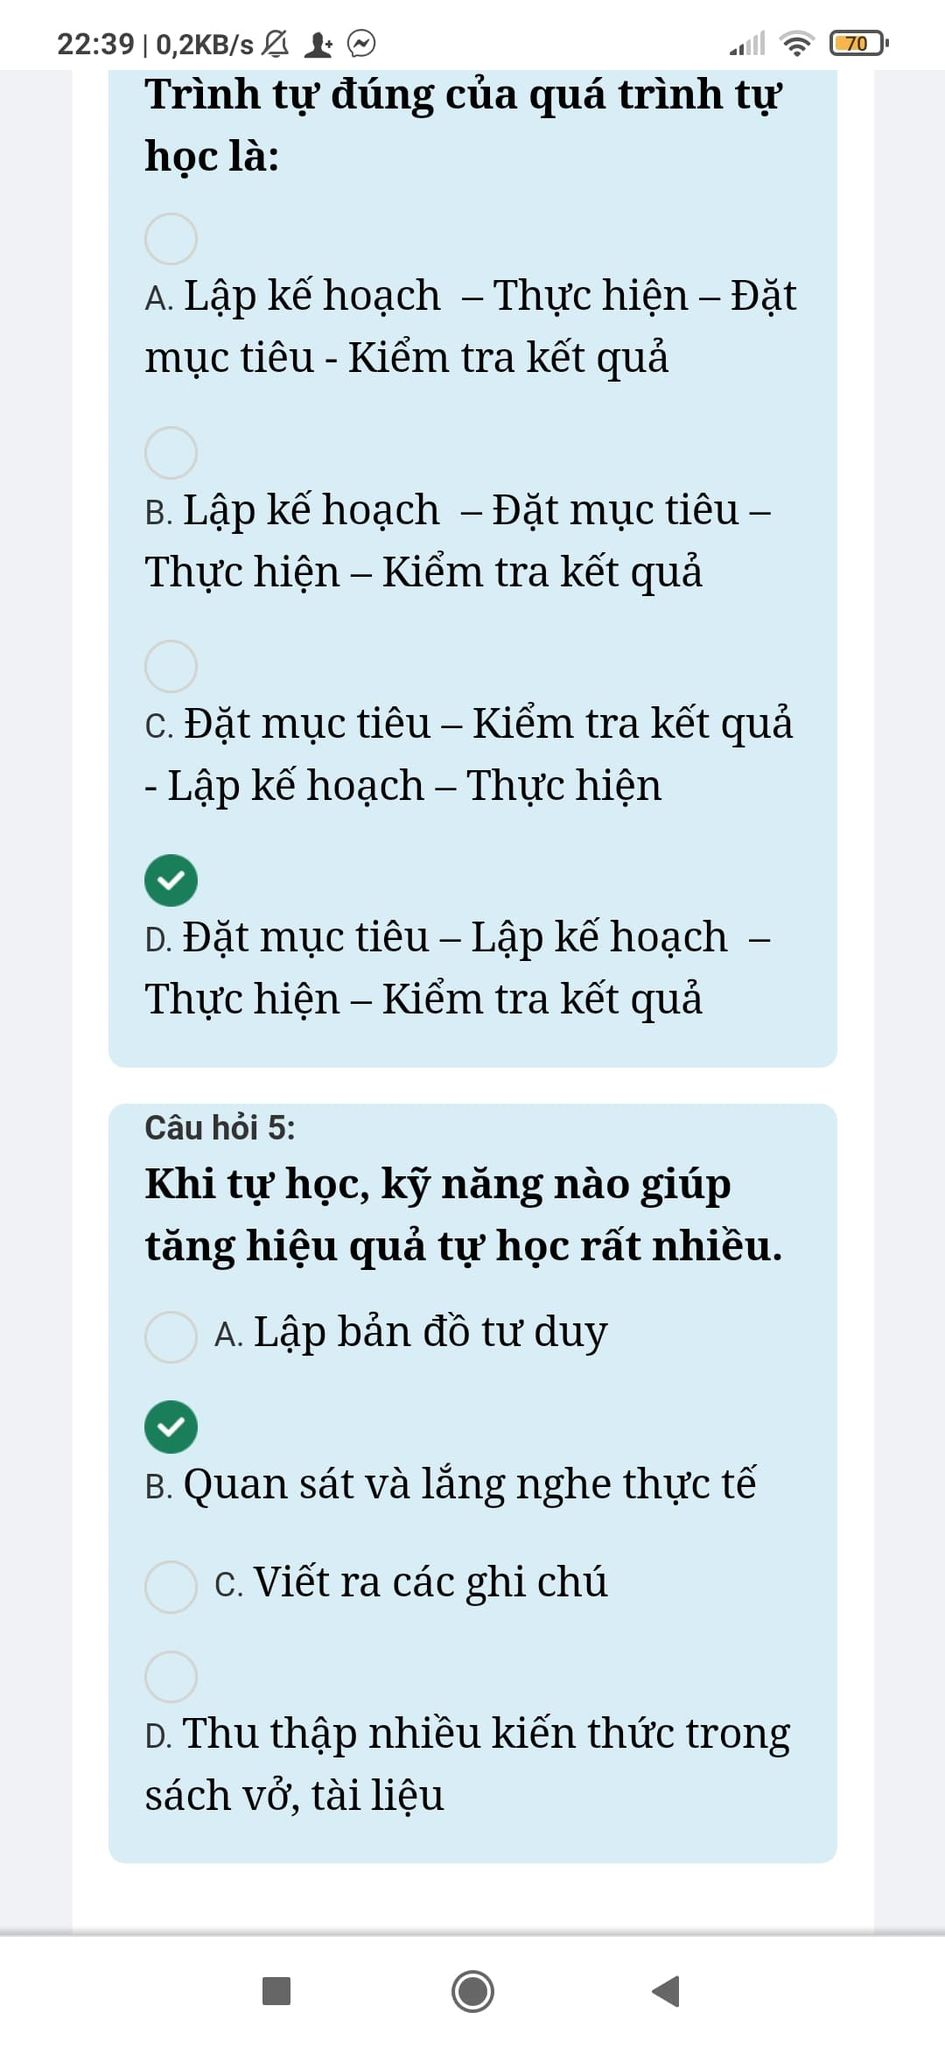 22:39 | 0,2KB/s
70
Trình tự đúng của quá trình tự
học là:
A. Lập kế hoạch – Thực hiện – Đặt
mục tiêu - Kiểm tra kết quả
B. Lập kế hoạch – Đặt mục tiêu –
Thực hiện – Kiểm tra kết quả
C. Đặt mục tiêu – Kiểm tra kết quả
- Lập kế hoạch – Thực hiện
D. Đặt mục tiêu – Lập kế hoạch –
Thực hiện – Kiểm tra kết quả
Câu hỏi 5:
Khi tự học, kỹ năng nào giúp
tăng hiệu quả tự học rất nhiều.
A. Lập bản đồ tư duy
B. Quan sát và lắng nghe thực tế
C. Viết ra các ghi chú
D. Thu thập nhiều kiến thức trong
sách vở, tài liệu